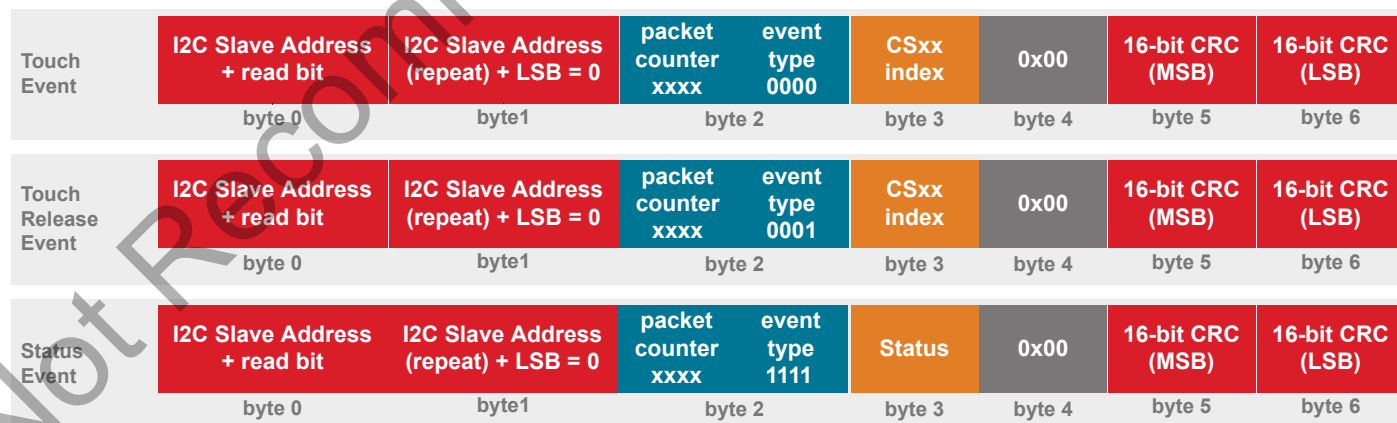 Touch
Event
I2C Slave Address
+ read bit
I2C Slave Address
(repeat) + LSB = 0
packet
counter
xxxx
event
type
0000
CSxx
index
0x00
16-bit CRC
(MSB)
16-bit CRC
(LSB)
byte 0
byte1
byte 2
byte 3
byte 4
byte 5
byte 6
Touch
Release
Event
I2C Slave Address
+ read bit
I2C Slave Address
(repeat) + LSB = 0
packet
counter
xxxx
event
type
0001
CSxx
index
0x00
16-bit CRC
(MSB)
16-bit CRC
(LSB)
byte 0
byte1
byte 2
byte 3
byte 4
byte 5
byte 6
Status
Event
I2C Slave Address
+ read bit
I2C Slave Address
(repeat) + LSB = 0
packet
counter
xxxx
event
type
1111
Status
0x00
16-bit CRC
(MSB)
16-bit CRC
(LSB)
byte 0
byte1
byte 2
byte 3
byte 4
byte 5
byte 6
Not